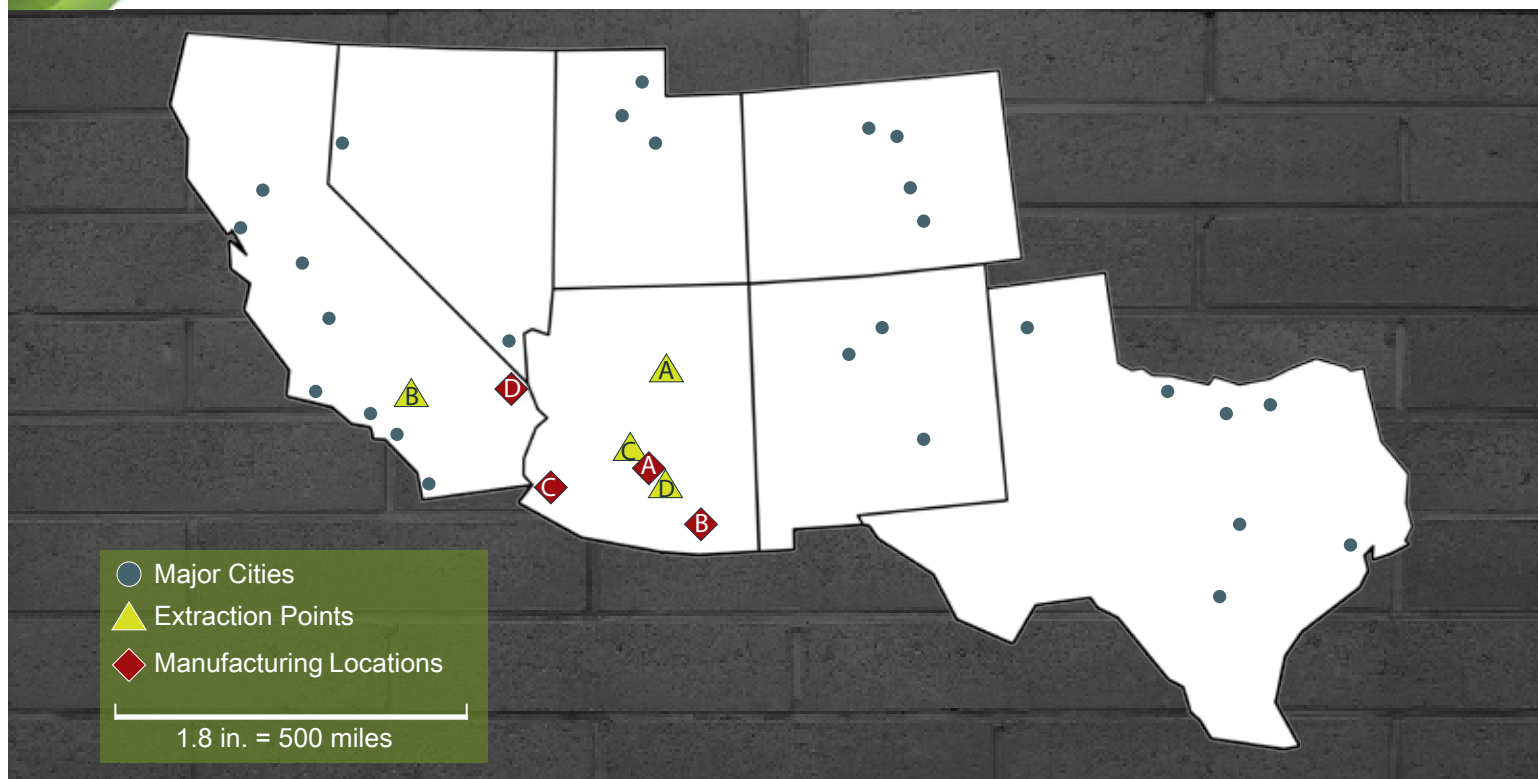 A
B
D
C
A
C
D
B
Major Cities
Extraction Points
Manufacturing Locations
1.8 in. = 500 miles